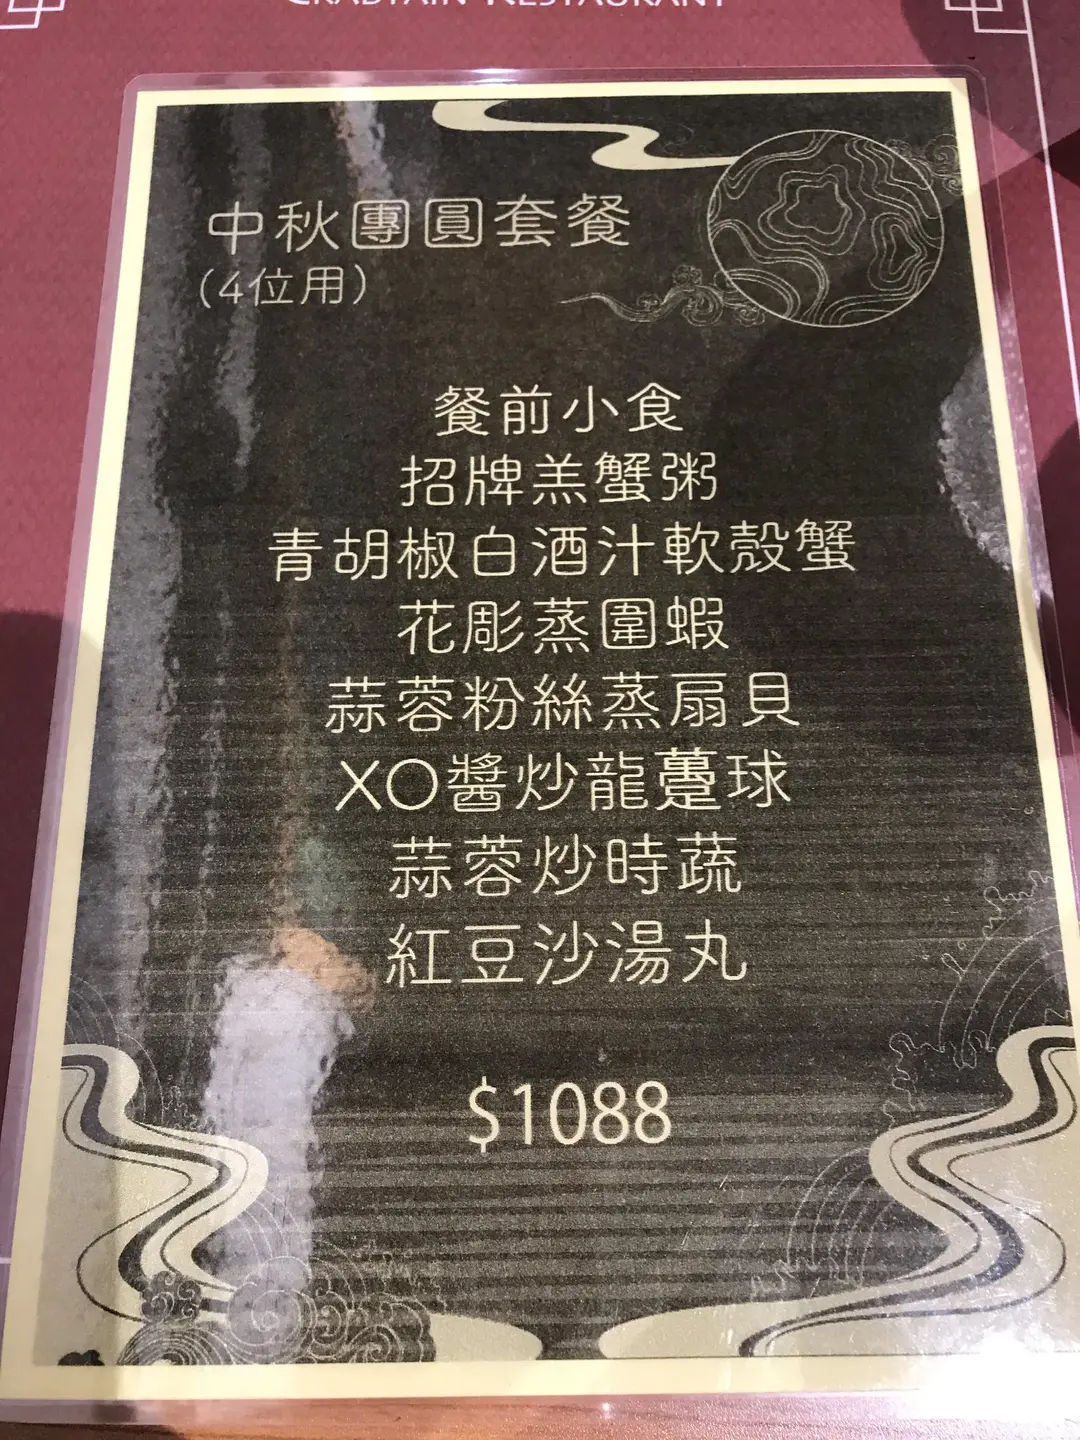 CRABTAIN RESTAURANT
中秋團圓套餐
(4位用)
餐前小食
招牌羔蟹粥
青胡椒白酒汁軟殼蟹
花彫蒸圍蝦
蒜蓉粉絲蒸扇貝
XO醬炒龍躉球
蒜蓉炒時蔬
紅豆沙湯丸
$1088